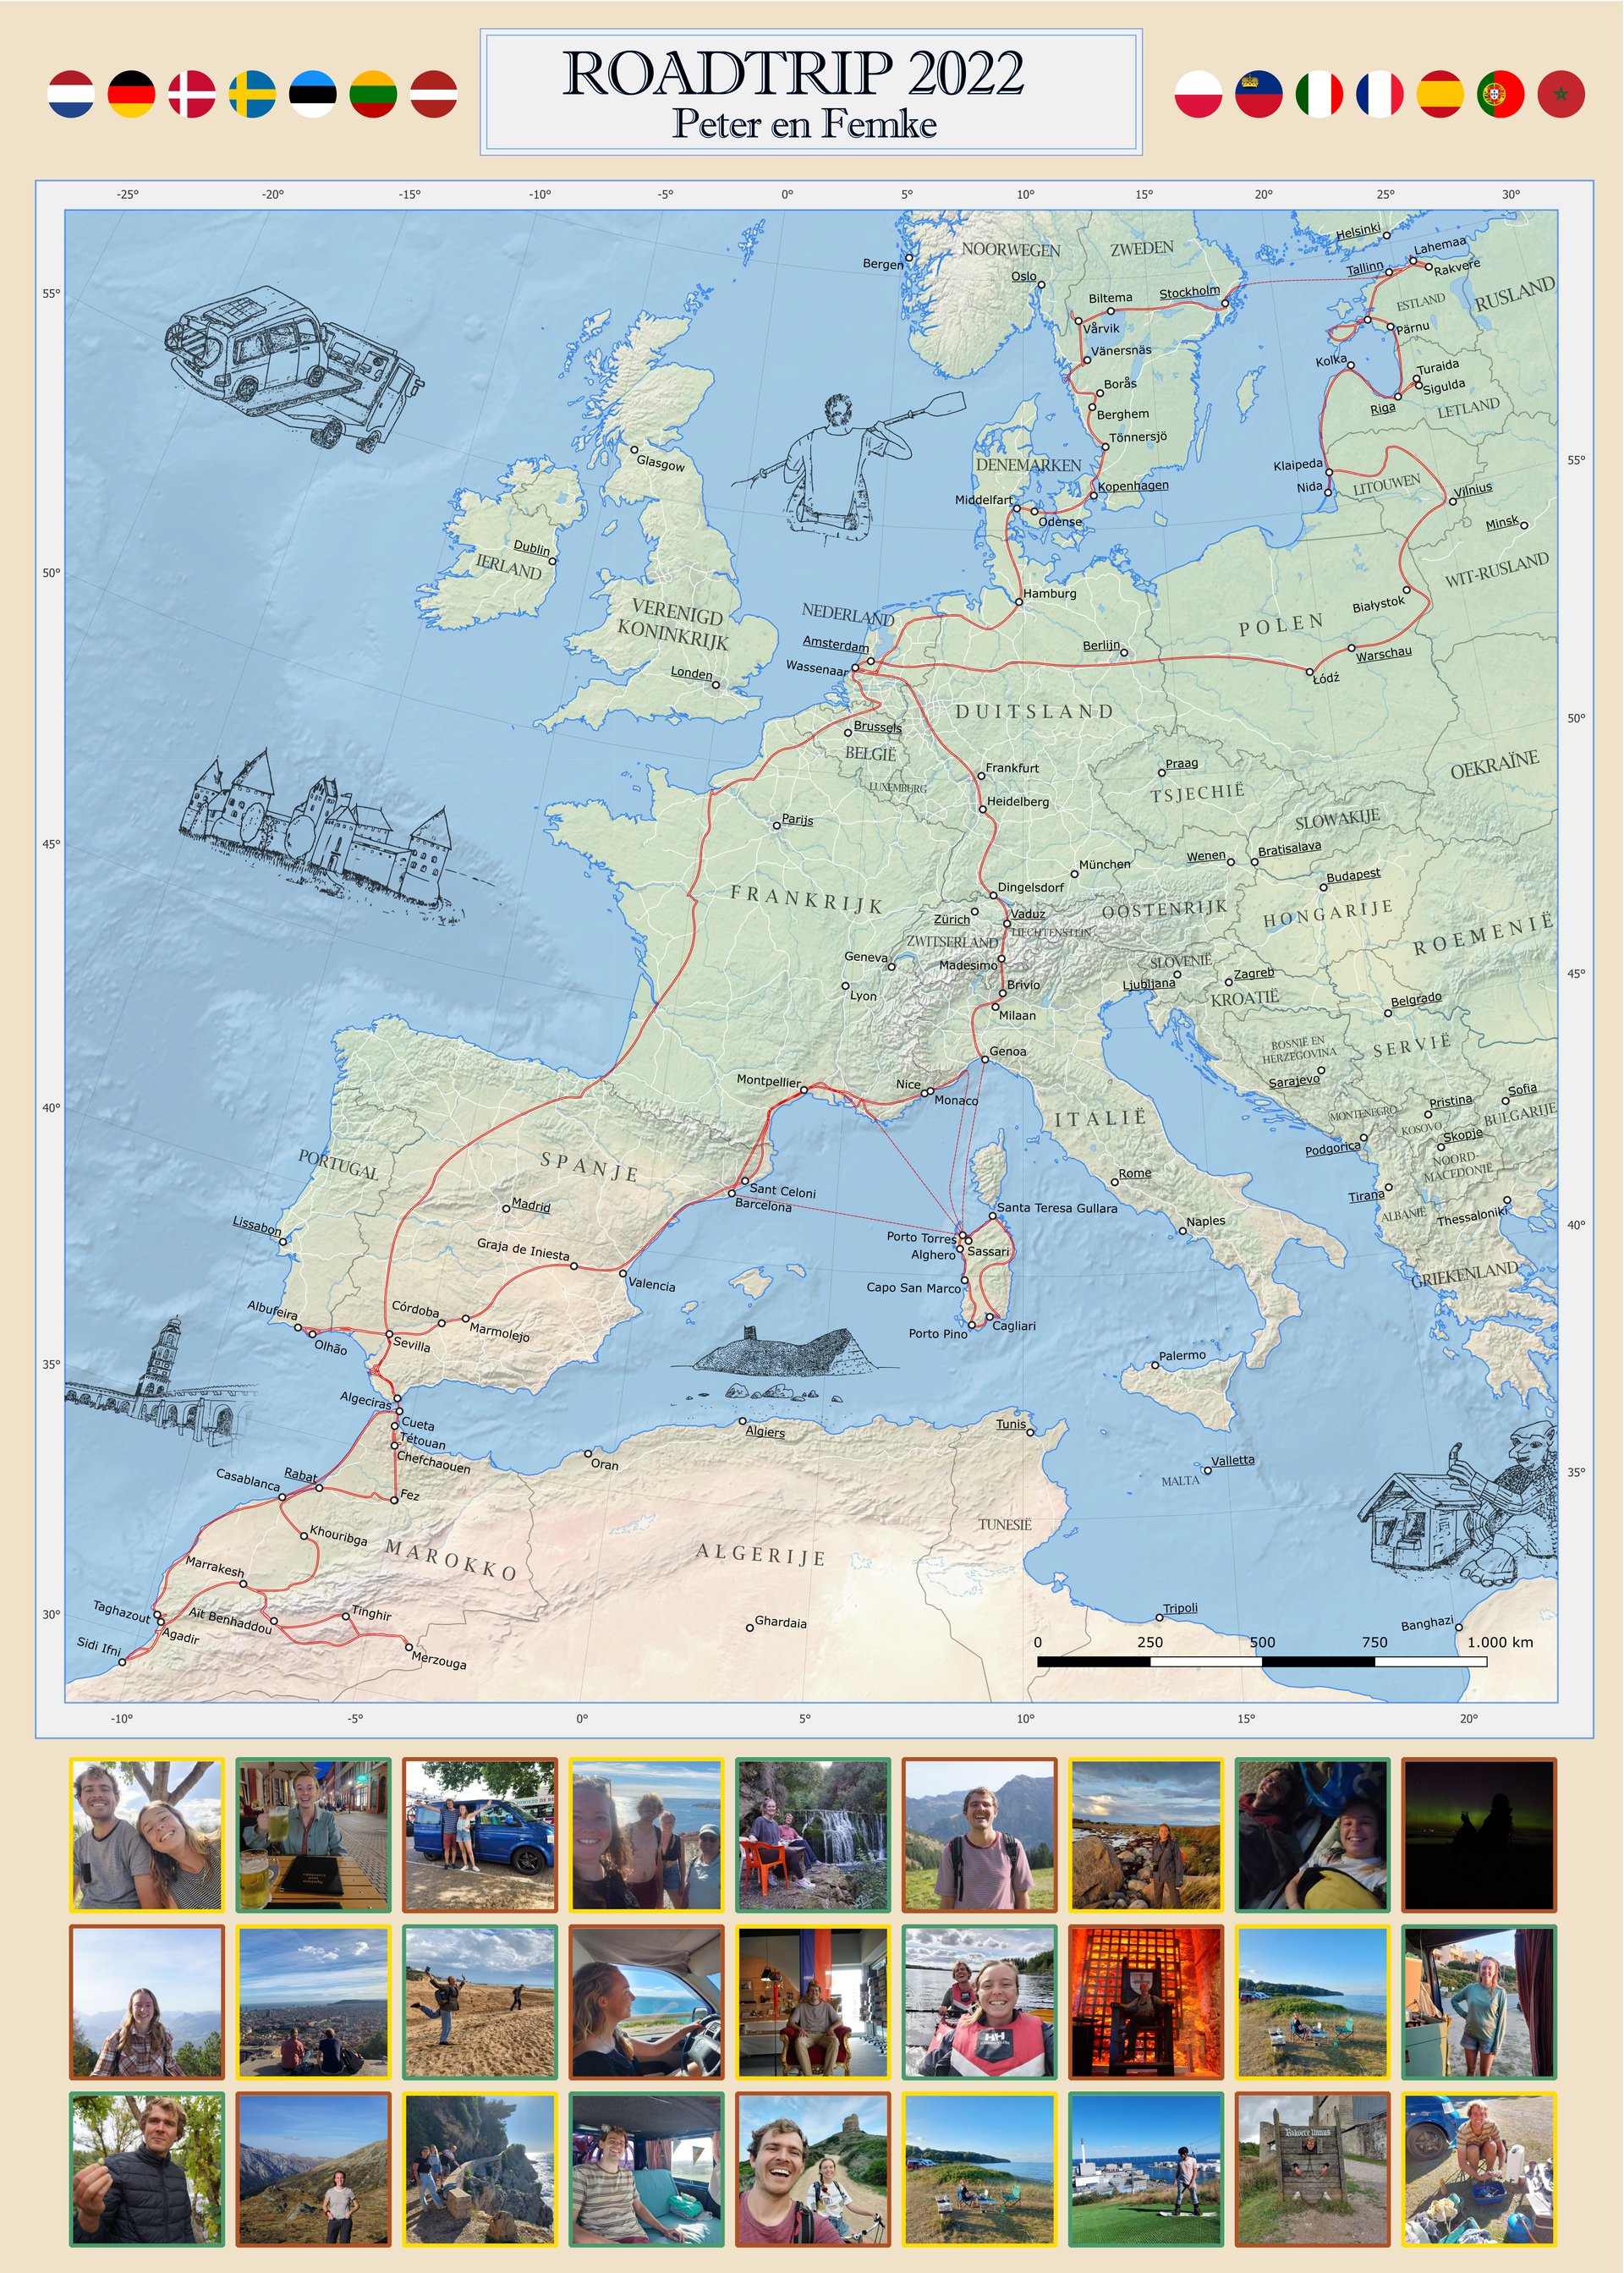 ROADTRIP 2022
Peter en Femke
-25° -20° -15° -10° -5° 0° 5° 10° 15° 20° 25° 30°
55°
50°
45°
40°
35°
30°
55°
50°
45°
40°
35°
-10° -5° 0° 5° 10° 15° 20°
Helsinki
Lahemaa
Tallinn
Rakvere
Bergen
NOORWEGEN
ZWEDEN
Oslo
Biltema
Stockholm
Vårvik
ESTLAND
RUSLAND
Pärnu
Vänersnäs
Kolka
Turaida
Sigulda
Borås
Berghem
Riga
LETLAND
Glasgow
Tönnersjö
DENEMARKEN
Klaipeda
Nida
LITOUWEN
Vilnius
Middelfart
Kopenhagen
Odense
Minsk
Dublin
IERLAND
WIT-RUSLAND
Hamburg
Białystok
VERENIGD
KONINKRIJK
NEDERLAND
POLEN
Amsterdam
Berlijn
Warschau
Wassenaar
Łódź
Londen
DUITSLAND
Brussels
BELGIË
LUXEMBURG
Frankfurt
Praag
TSJECHIË
OEKRAÏNE
Heidelberg
Parijs
SLOWAKIJE
Wenen
Bratisalava
München
Budapest
Dingelsdorf
FRANKRIJK
Zürich
Vaduz
LIECHTENSTEIN
OOSTENRIJK
HONGARIJE
ROEMENIË
ZWITSERLAND
Geneva
Madesimo
SLOVENIË
Ljubljana
Zagreb
KROATIË
Lyon
Brivio
Milaan
Belgrado
Genoa
BOSNIË EN
HERZEGOVINA
SERVIË
Sarajevo
Montpellier
Nice
Monaco
ITALIË
MONTENEGRO
Pristina
KOSOVO
Sofia
BULGARIJE
Podgorica
Skopje
NOORD
MACEDONIË
PORTUGAL
SPANJE
Sant Celoni
Barcelona
Rome
Tirana
ALBANIË
Thessaloniki
Madrid
Lissabon
Santa Teresa Gullara
Naples
Porto Torres
Sassari
Alghero
Graja de Iniesta
Valencia
Capo San Marco
GRIEKENLAND
Albufeira
Olhão
Córdoba
Marmolejo
Sevilla
Porto Pino
Cagliari
Palermo
Algeciras
Cueta
Tétouan
Chefchaouen
Algiers
Tunis
Oran
Valletta
MALTA
Casablanca
Rabat
Fez
Khouribga
MAROKKO
ALGERIJE
TUNESIË
Marrakesh
Taghazout
Agadir
Aït Benhaddou
Tinghir
Merzouga
Sidi Ifni
Ghardaia
Tripoli
Banghazi
0 250 500 750 1.000 km
HH
Rakvere linnus